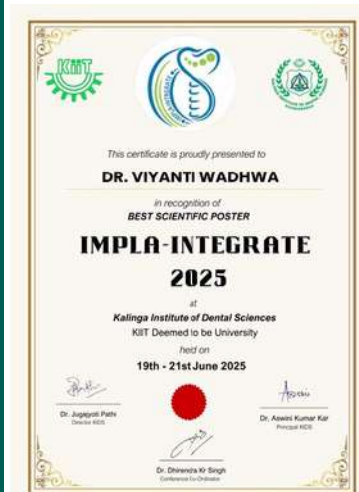 KIIT
This certificate is proudly presented to
DR. VIYANTI WADHWA
in recognition of
BEST SCIENTIFIC POSTER
IMPLA-INTEGRATE
2025
at
Kalinga Institute of Dental Sciences
KIIT Deemed to be University
held on
19th - 21st June 2025
Dr. Jugajyoti Pathi
Director KIDS
Dr. Aswini Kumar Kar
Principal KIDS
Dr. Dhirendra Kr Singh
Conference Co-Ordinator